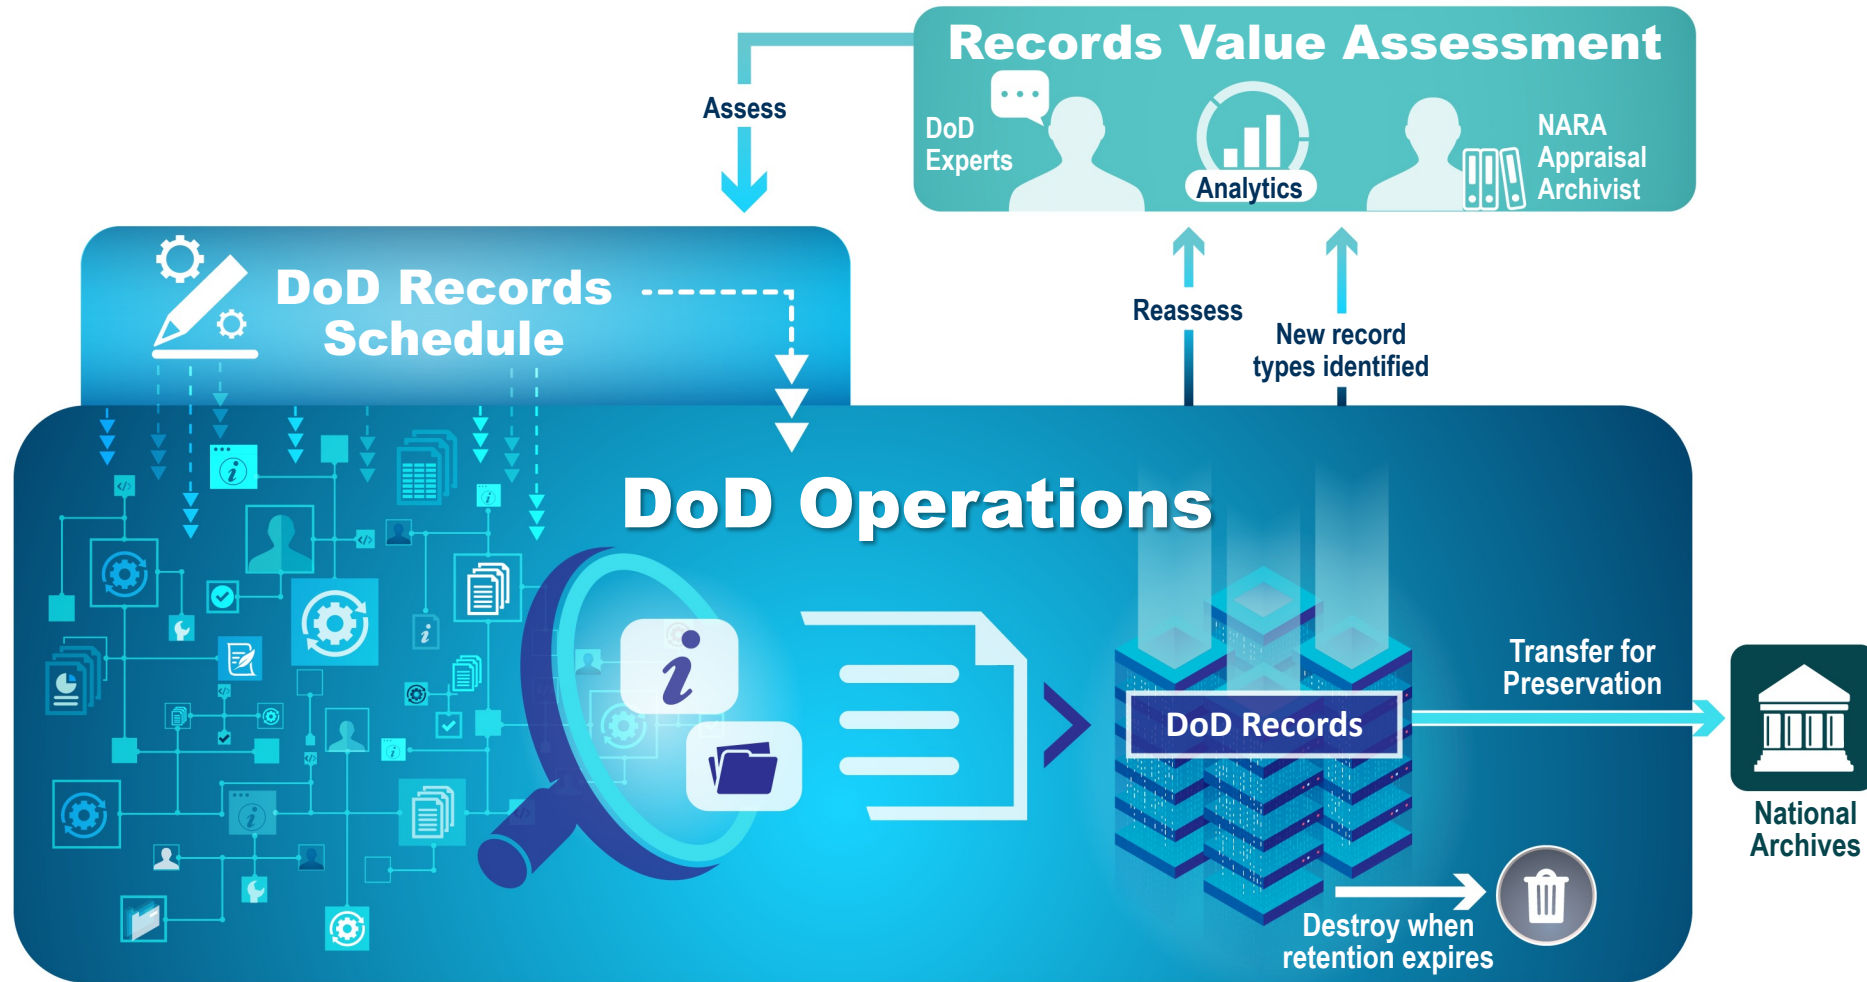 Records Value Assessment
DoD
Experts
Analytics
NARA
Appraisal
Archivist
Assess
Reassess
New record
types identified
DoD Records
Schedule
DoD Operations
i
i
i
i
i
i
</>
</>
</>
</>
</>
DoD Records
Transfer for
Preservation
National
Archives
Destroy when
retention expires